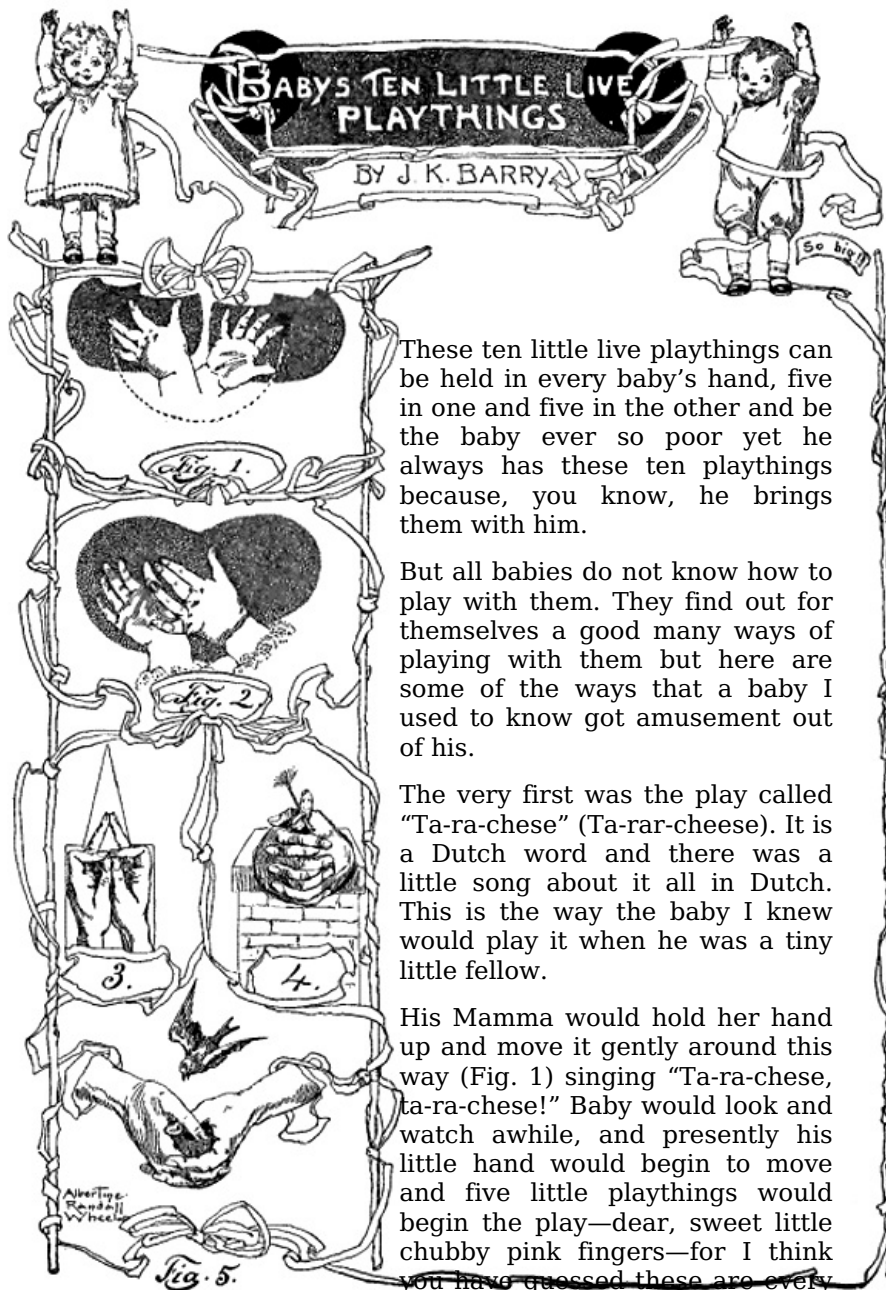 BABYS TEN LITTLE LIVE
PLAYTHINGS
BY J. K. BARRY
So big!!
Fig. 1.
Fig. 2.
3.
4.
Albertine
Randall
Wheelan
Fig. 5.
These ten little live playthings can
be held in every baby’s hand, five
in one and five in the other and be
the baby ever so poor yet he
always has these ten playthings
because, you know, he brings
them with him.
But all babies do not know how to
play with them. They find out for
themselves a good many ways of
playing with them but here are
some of the ways that a baby I
used to know got amusement out
of his.
The very first was the play called
“Ta-ra-chese” (Ta-rar-cheese). It is
a Dutch word and there was a
little song about it all in Dutch.
This is the way the baby I knew
would play it when he was a tiny
little fellow.
His Mamma would hold her hand
up and move it gently around this
way (Fig. 1) singing “Ta-ra-chese,
ta-ra-chese!” Baby would look and
watch awhile, and presently his
little hand would begin to move
and five little playthings would
begin the play—dear, sweet little
chubby pink fingers—for I think
you have guessed these are every